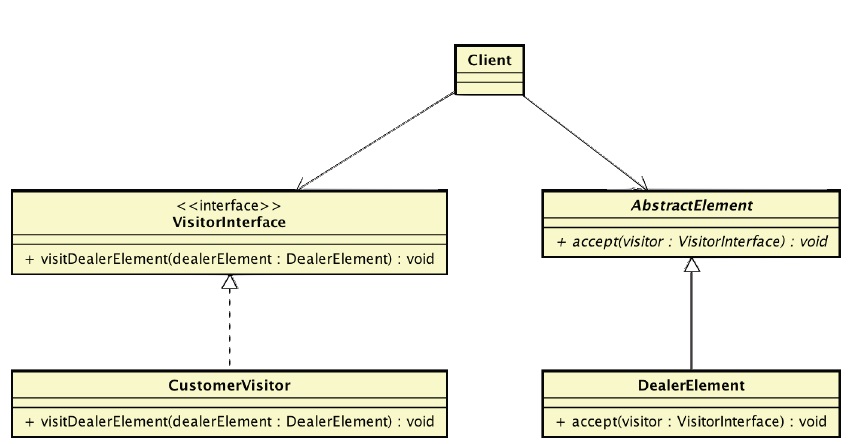 Client
<<interface>>
VisitorInterface
+ visitDealerElement(dealerElement : DealerElement) : void
AbstractElement
+ accept(visitor : VisitorInterface) : void
CustomerVisitor
+ visitDealerElement(dealerElement : DealerElement) : void
DealerElement
+ accept(visitor : VisitorInterface) : void